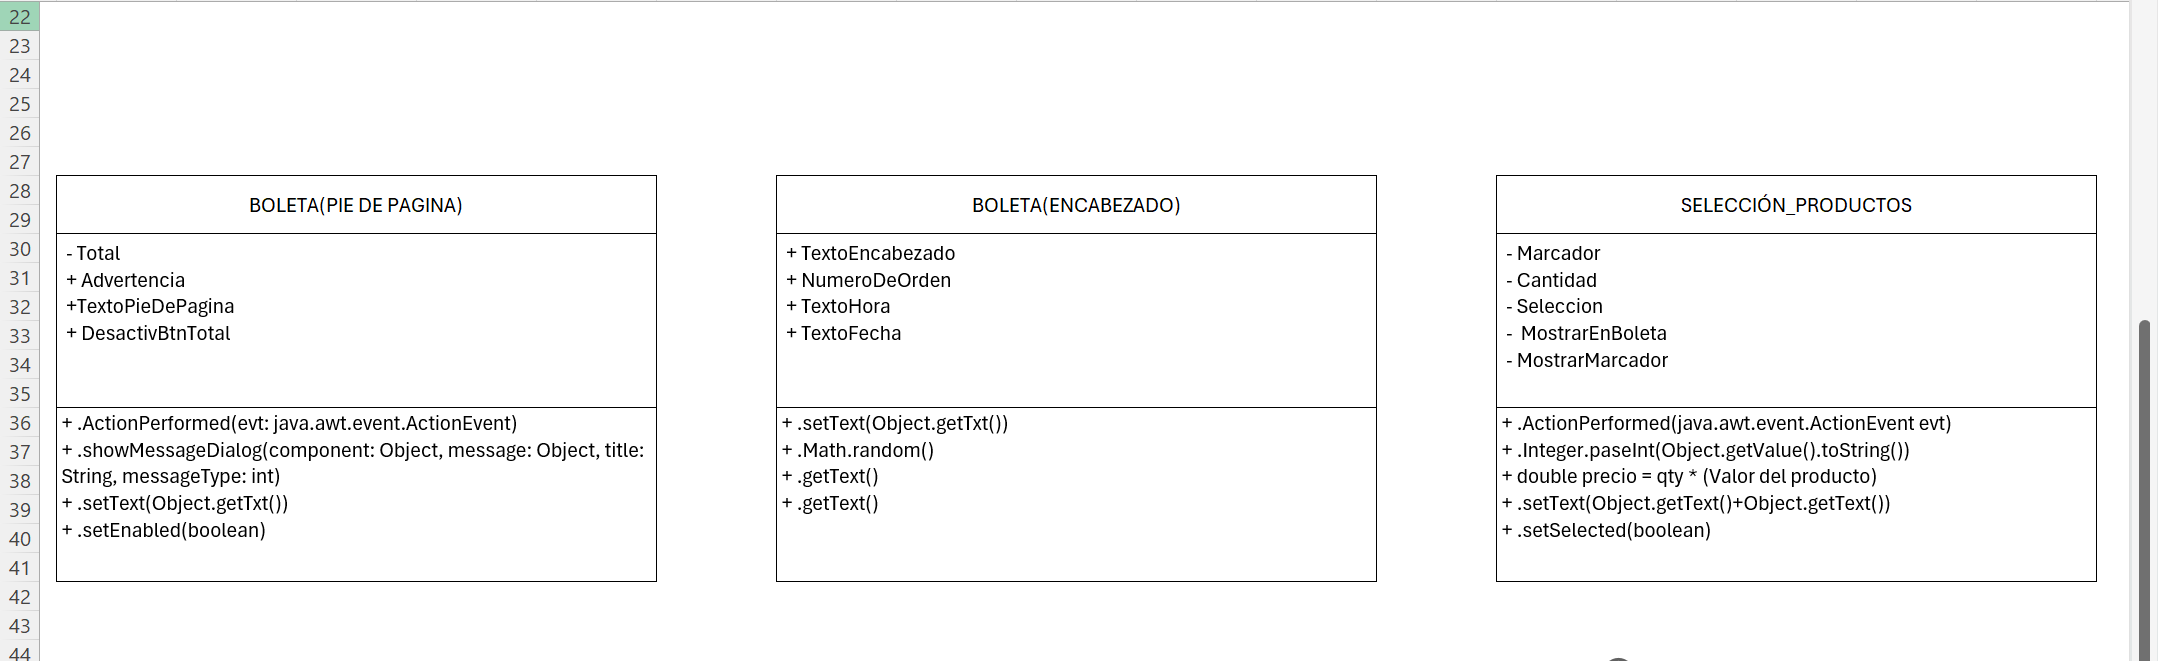 22
23
24
25
26
27
28
29
30
31
32
33
34
35
36
37
38
39
40
41
42
43
44
BOLETA(PIE DE PAGINA)
- Total
+ Advertencia
+TextoPieDePagina
+ DesactivBtnTotal
+ .ActionPerformed(evt: java.awt.event.ActionEvent)
+ .showMessageDialog(component: Object, message: Object, title:
String, messageType: int)
+ .setText(Object.getTxt())
+ .setEnabled(boolean)
BOLETA(ENCABEZADO)
+ TextoEncabezado
+ NumeroDeOrden
+ TextoHora
+ TextoFecha
+ .setText(Object.getTxt())
+ .Math.random()
+ .getText()
+ .getText()
SELECCIÓN_PRODUCTOS
- Marcador
- Cantidad
- Seleccion
-  MostrarEnBoleta
- MostrarMarcador
+ .ActionPerformed(java.awt.event.ActionEvent evt)
+ .Integer.paseInt(Object.getValue().toString())
+ double precio = qty * (Valor del producto)
+ .setText(Object.getText()+Object.getText())
+ .setSelected(boolean)